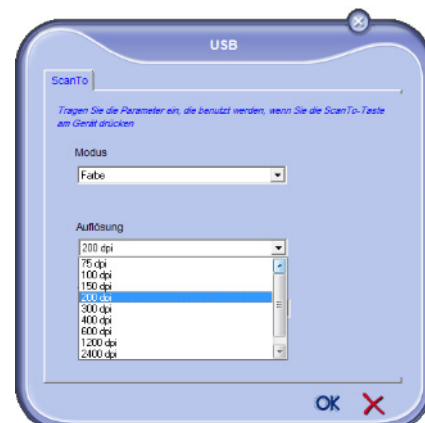 USB
ScanTo
Tragen Sie die Parameter ein, die benutzt werden, wenn Sie die ScanTo-Taste
am Gerät drücken
Modus
Farbe
Auflösung
200 dpi
75 dpi
100 dpi
150 dpi
200 dpi
300 dpi
400 dpi
600 dpi
1200 dpi
2400 dpi
OK